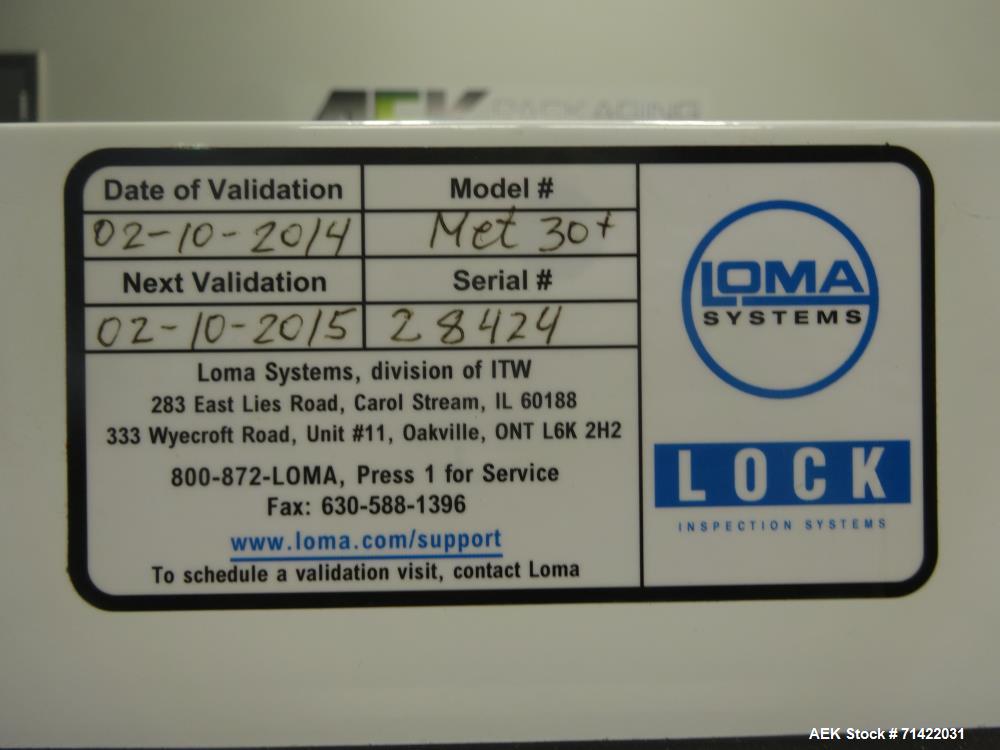 AEK PACKAGING
Date of Validation
Model #
02-10-2014
Met 30+
Next Validation
Serial #
02-10-2015
28424
Loma Systems, division of ITW
283 East Lies Road, Carol Stream, IL 60188
333 Wyecroft Road, Unit #11, Oakville, ONT L6K 2H2
800-872-LOMA, Press 1 for Service
Fax: 630-588-1396
www.loma.com/support
To schedule a validation visit, contact Loma
LOMA
SYSTEMS
LOCK
INSPECTION SYSTEMS
AEK Stock #71422031